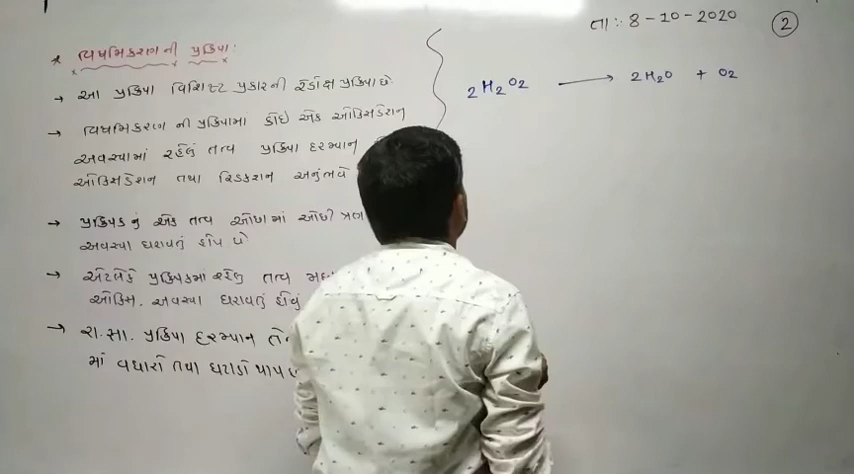 તા:- 8-10-2020
2
* વિષમીકરણ ની પ્રક્રિયા:
→ આ પ્રક્રિયા વિશિષ્ટ પ્રકારની રેડોક્ષ પ્રક્રિયા છે.
→ વિષમીકરણ ની પ્રક્રિયામાં કોઈ એક ઓક્સિડેશન
અવસ્થામાં રહેલું તત્વ પ્રક્રિયા દરમ્યાન
ઓક્સિડેશન તથા રિડક્શન અનુભવે
→ પ્રક્રિયકનું એક તત્વ ઓછામાં ઓછી ત્રણ
અવસ્થા ધરાવતું હોય છે
→ એટલેકે પ્રક્રિયકમાં રહેલું તત્વ
ઓક્સિ. અવસ્થા ધરાવતું હોવું
→ રા.સા. પ્રક્રિયા દરમ્યાન
માં વધારો તથા ઘટાડો થાય
2H₂O₂ ⟶ 2H₂O + O₂